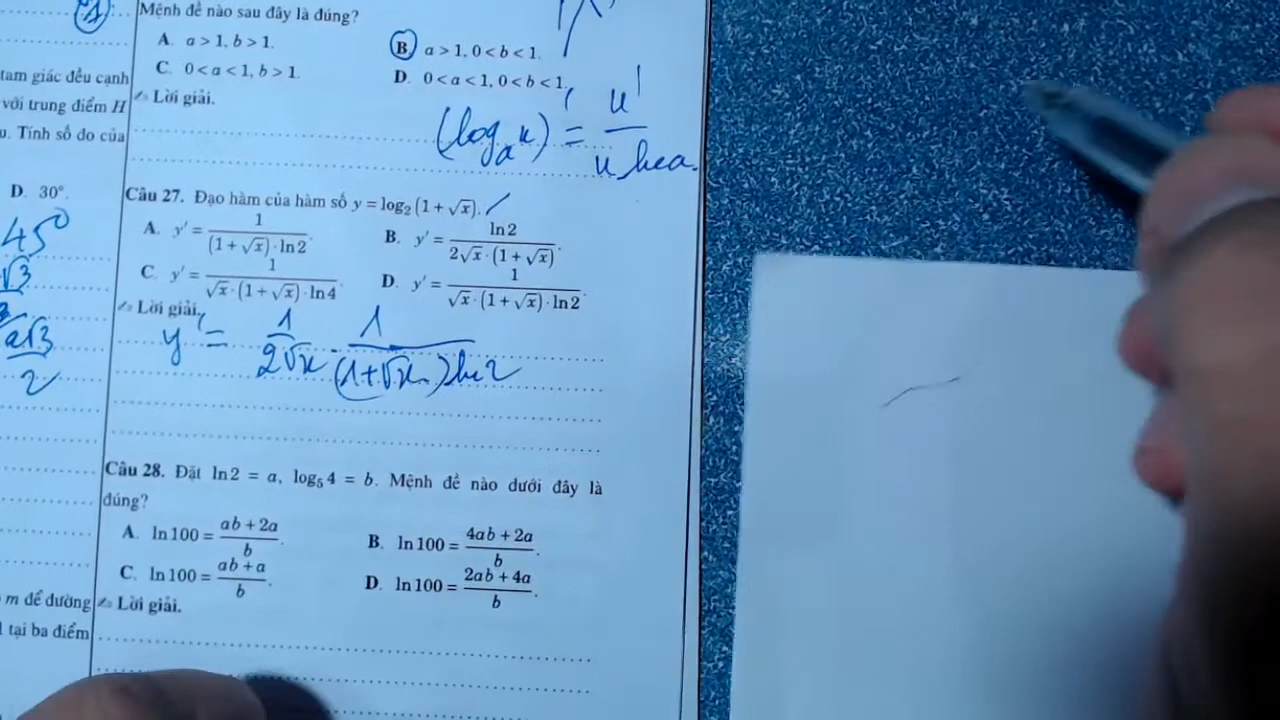 Mệnh đề nào sau đây là đúng?
A. a > 1, b > 1.
B. a > 1, 0 < b < 1.
C. 0 < a < 1, b > 1.
D. 0 < a < 1, 0 < b < 1.
Lời giải.
(logₐ u)' = u' / (u ln a).
tam giác đều cạnh
với trung điểm H
Tính số đo của
D. 30°.
45°
√3
a√3 / 2
Câu 27. Đạo hàm của hàm số y = log₂ (1 + √x).
A. y' = 1 / ((1 + √x) · ln 2).
B. y' = ln 2 / (2√x · (1 + √x)).
C. y' = 1 / (√x · (1 + √x) · ln 4).
D. y' = 1 / (√x · (1 + √x) · ln 2).
Lời giải.
y' = 1 / (2√x) · 1 / ((1 + √x) ln 2)
Câu 28. Đặt ln 2 = a, log₅ 4 = b. Mệnh đề nào dưới đây là
đúng?
A. ln 100 = (ab + 2a) / b.
B. ln 100 = (4ab + 2a) / b.
C. ln 100 = (ab + a) / b.
D. ln 100 = (2ab + 4a) / b.
Lời giải.
m để đường
tại ba điểm